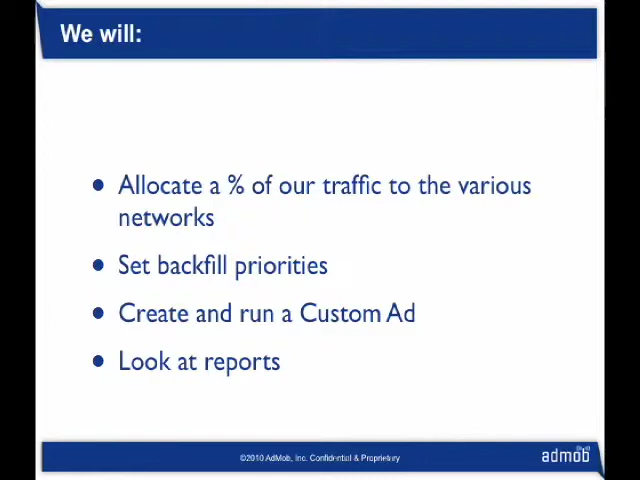 We will:
• Allocate a % of our traffic to the various
networks
• Set backfill priorities
• Create and run a Custom Ad
• Look at reports
©2010 AdMob, Inc. Confidential & Proprietary
admob